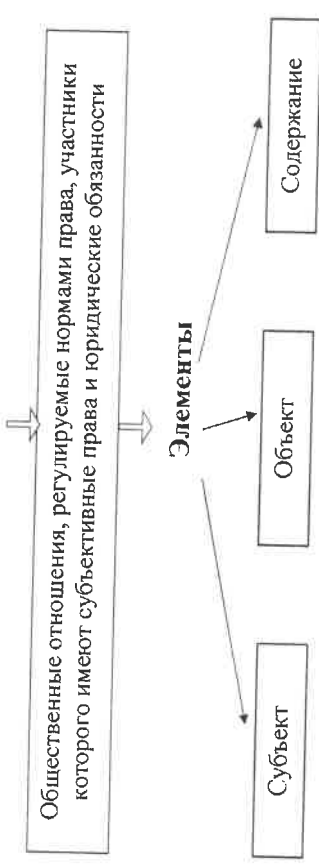 Общественные отношения, регулируемые нормами права, участники
которого имеют субъективные права и юридические обязанности
Элементы
Субъект
Объект
Содержание